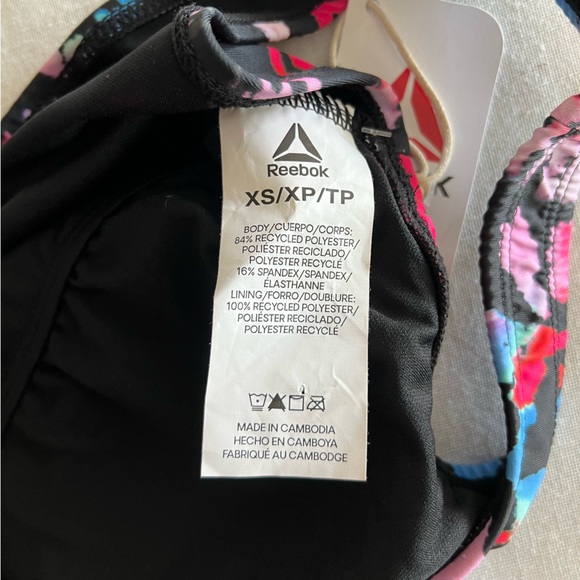 Reebok
XS/XP/TP
BODY/CUERPO/CORPS:
84% RECYCLED POLYESTER/
POLIÉSTER RECICLADO/
POLYESTER RECYCLÉ
16% SPANDEX/SPANDEX/
ÉLASTHANNE
LINING/FORRO/DOUBLURE:
100% RECYCLED POLYESTER/
POLIÉSTER RECICLADO/
POLYESTER RECYCLÉ
MADE IN CAMBODIA
HECHO EN CAMBOYA
FABRIQUÉ AU CAMBODGE